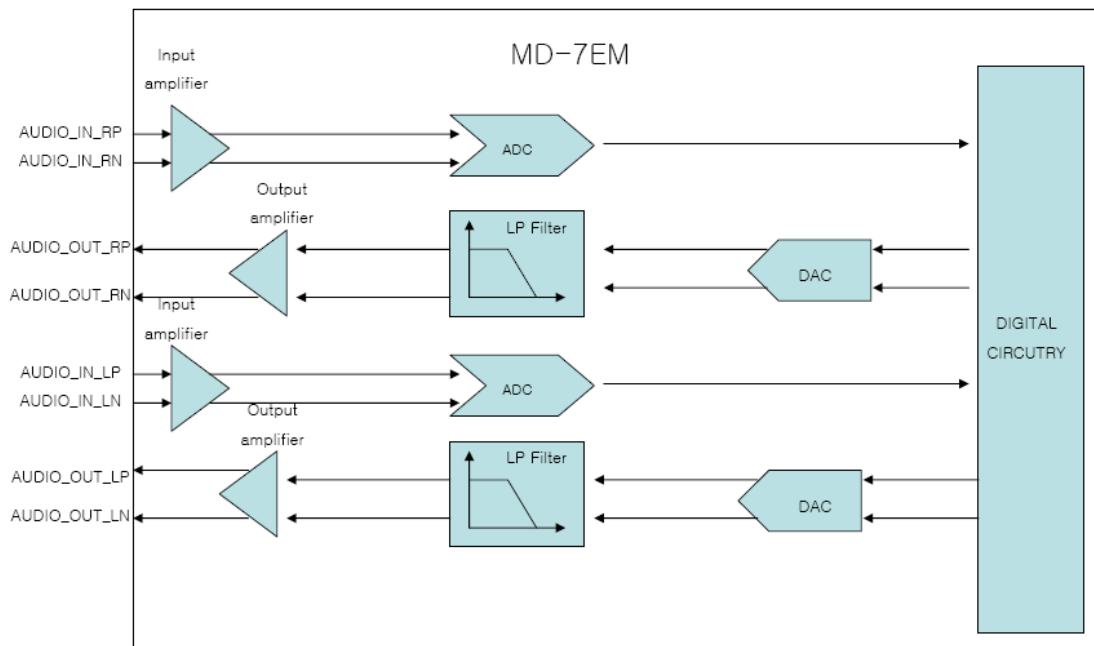 MD-7EM
Input
amplifier
AUDIO_IN_RP
AUDIO_IN_RN
ADC
Output
amplifier
LP Filter
AUDIO_OUT_RP
AUDIO_OUT_RN
DAC
Input
amplifier
AUDIO_IN_LP
AUDIO_IN_LN
ADC
DIGITAL
CIRCUTRY
Output
amplifier
LP Filter
AUDIO_OUT_LP
AUDIO_OUT_LN
DAC